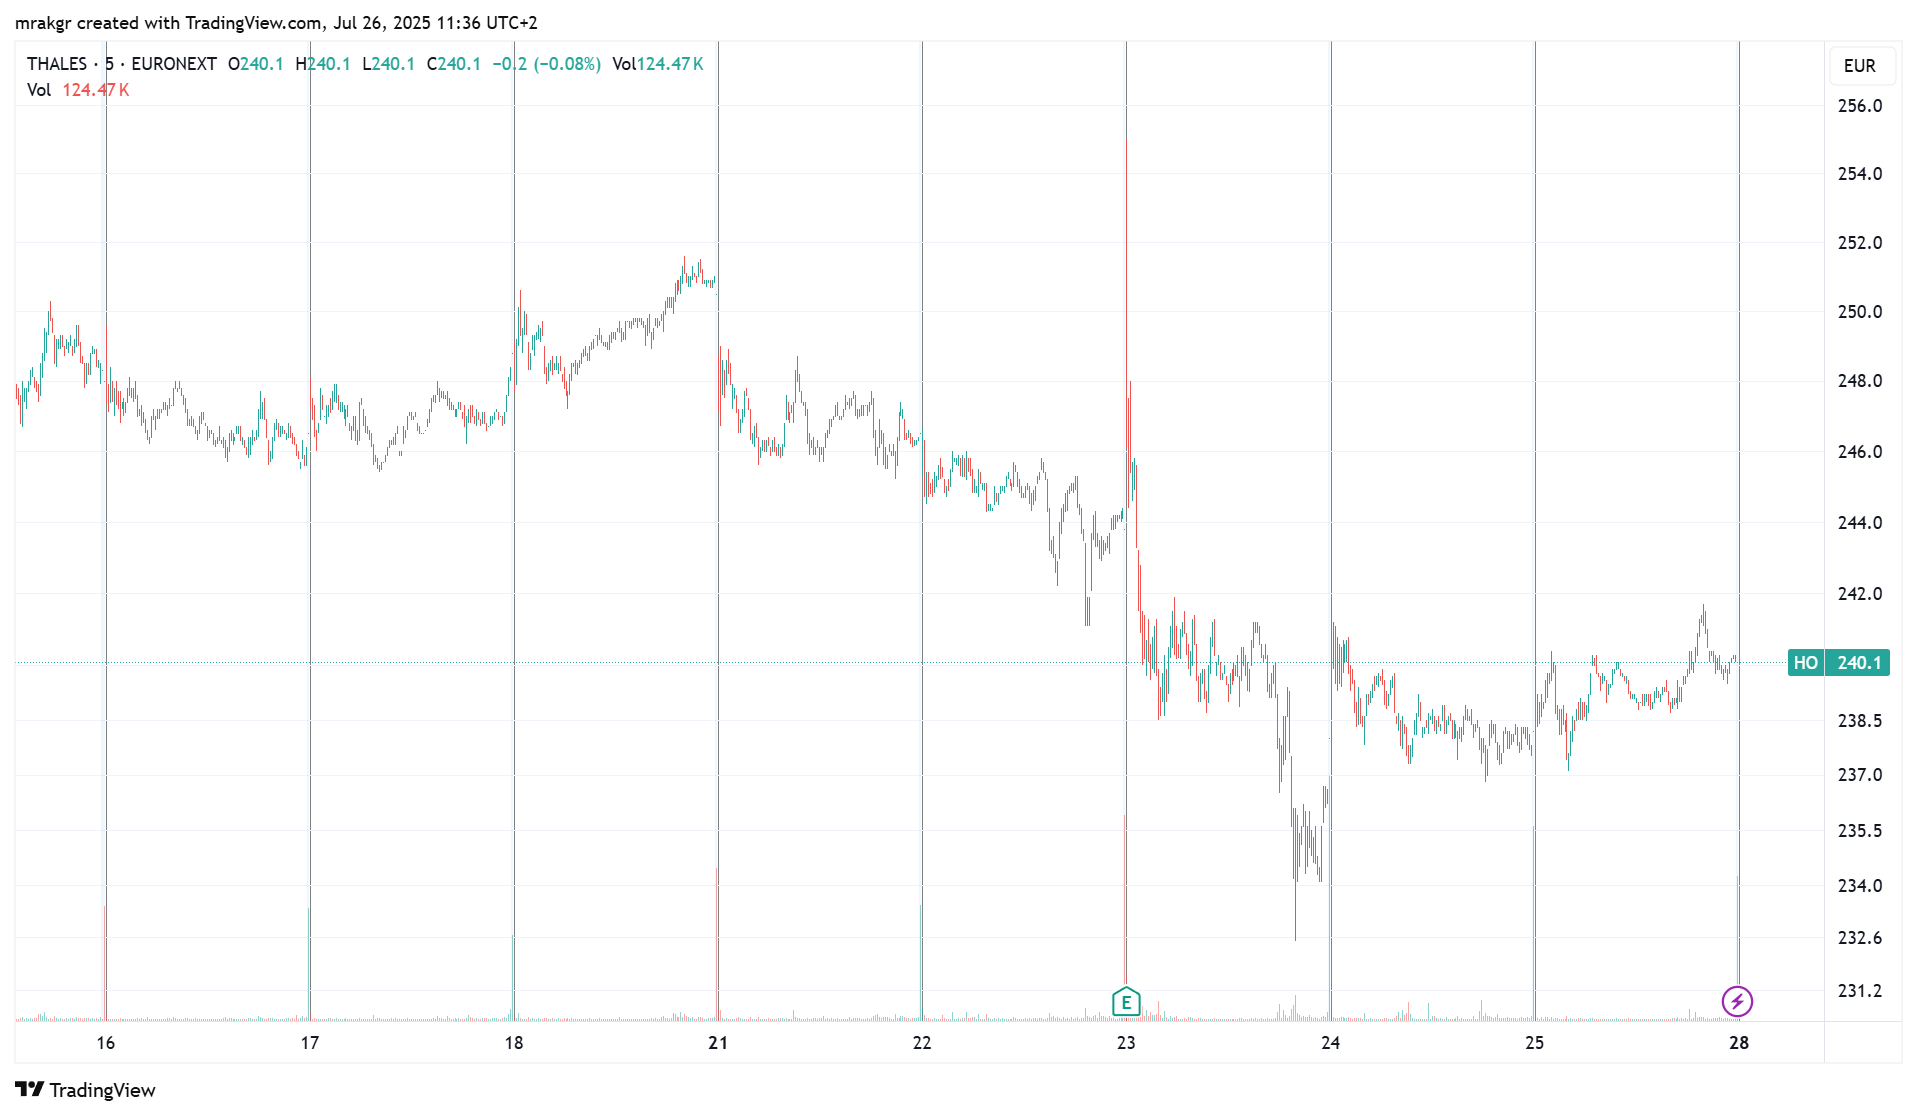 mrakgr created with TradingView.com, Jul 26, 2025 11:36 UTC+2
THALES · 5 · EURONEXT O240.1 H240.1 L240.1 C240.1 −0.2 (−0.08%) Vol124.47 K
Vol 124.47 K
EUR
256.0
254.0
252.0
250.0
248.0
246.0
244.0
242.0
HO 240.1
238.5
237.0
235.5
234.0
232.6
231.2
E
16 17 18 21 22 23 24 25 28
TradingView